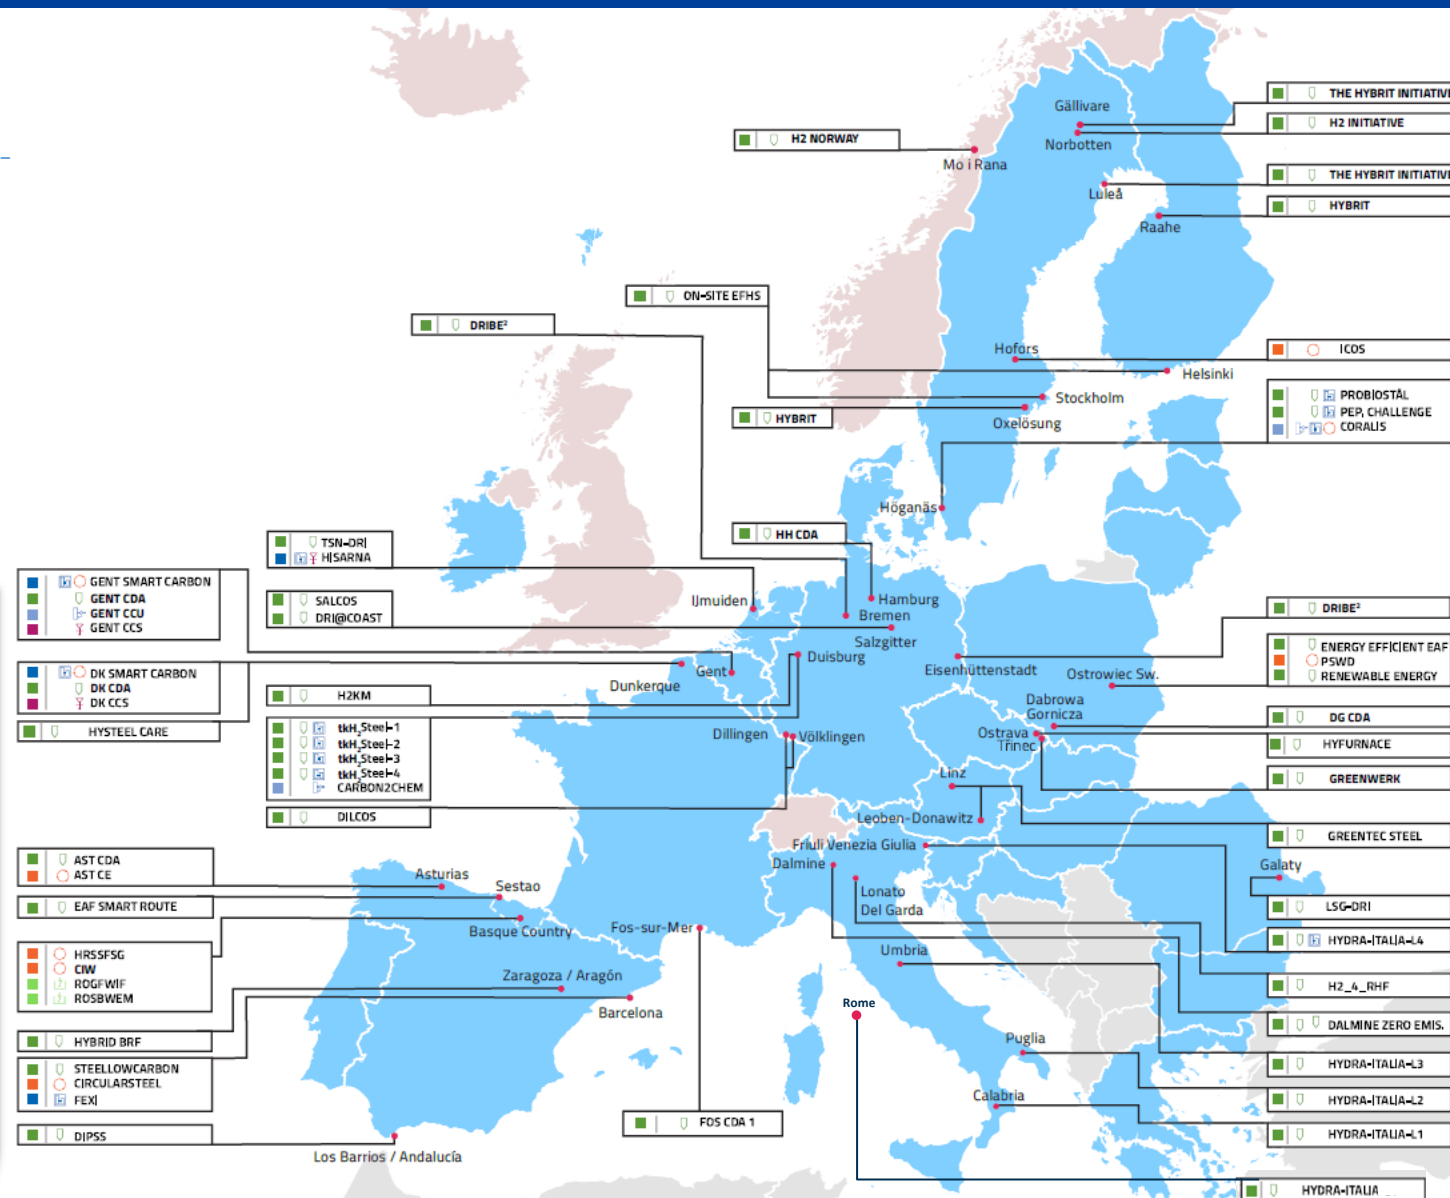 THE HYBRIT INITIATIVE
Gällivare
H2 INITIATIVE
H2 NORWAY
Norbotten
Mo i Rana
THE HYBRIT INITIATIVE
Luleå
HYBRIT
Raahe
ON-SITE EFHS
DRIBE²
Hofors
ICOS
Helsinki
PROBIOSTÅL
PEP, CHALLENGE
CORALIS
Stockholm
HYBRIT
Oxelösung
Höganäs
HH CDA
TSN-DRI
HISARNA
GENT SMART CARBON
GENT CDA
GENT CCU
GENT CCS
SALCOS
DRI@COAST
IJmuiden
Hamburg
Bremen
Salzgitter
DRIBE²
Duisburg
Eisenhüttenstadt
ENERGY EFFICIENT EAF
PSWD
RENEWABLE ENERGY
Gent
Dunkerque
DK SMART CARBON
DK CDA
DK CCS
HYSTEEL CARE
Ostrowiec Sw.
H2KM
Dabrowa
Gornicza
DG CDA
tkH₂Steel-1
tkH₂Steel-2
tkH₂Steel-3
tkH₂Steel-4
CARBON2CHEM
Dillingen
Völklingen
Ostrava
Třinec
HYFURNACE
GREENWERK
Linz
DILCOS
Leoben-Donawitz
GREENTEC STEEL
Friuli Venezia Giulia
AST CDA
AST CE
Asturias
Dalmine
Galaty
Sestao
Lonato
Del Garda
EAF SMART ROUTE
LSG-DRI
Basque Country
Fos-sur-Mer
HYDRA-ITALIA-L4
HRSSFSG
CIW
ROGFWIF
ROSBWEM
Umbria
Zaragoza / Aragón
H2_4_RHF
Rome
Barcelona
DALMINE ZERO EMIS.
HYBRID BRF
Puglia
STEELLOWCARBON
CIRCULARSTEEL
FEXI
HYDRA-ITALIA-L3
Calabria
HYDRA-ITALIA-L2
FOS CDA 1
DIPSS
HYDRA-ITALIA-L1
Los Barrios / Andalucía
HYDRA-ITALIA